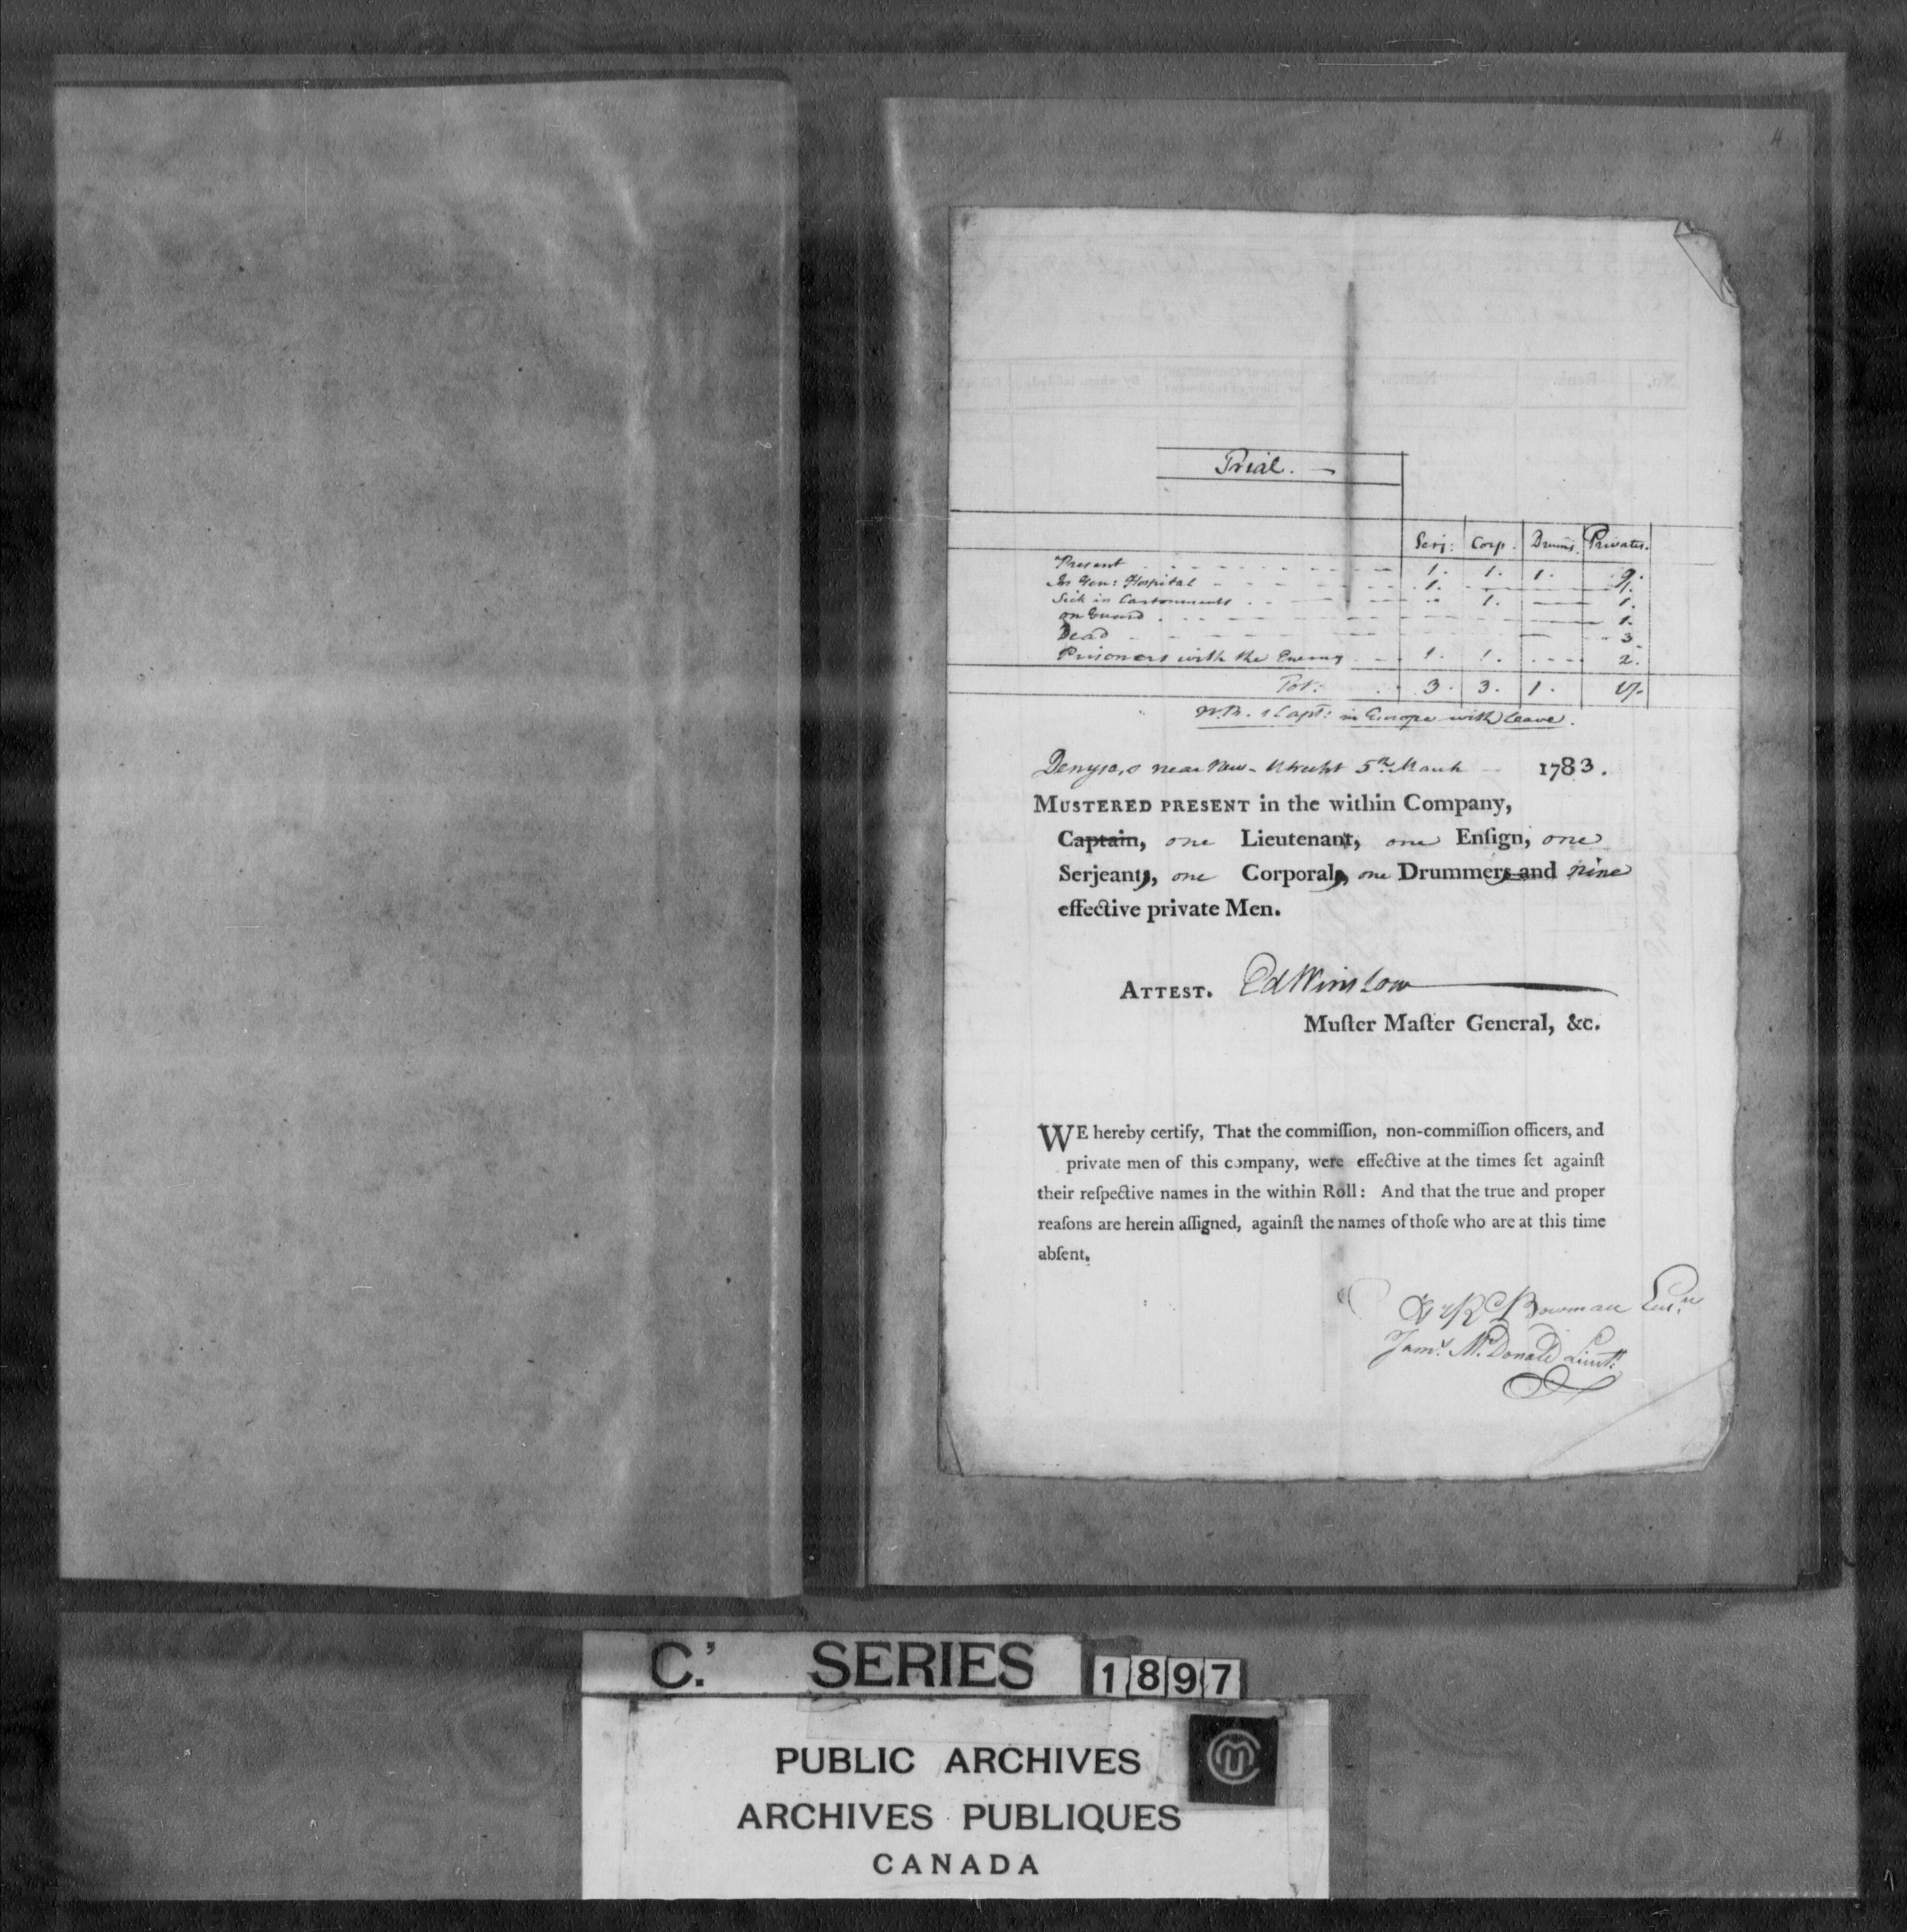 4
Prial. —
Serj: Corp. Drums. Privates.
Present 1. 1. 1. 9.
In Gen: Hospital 1. 1.
Sick in Cantonments 1. 1.
on Guard 1.
Dead 3
Prisoners with the Enemy 1. 1. 2.
Tot: 3. 3. 1. 17.
N.B. 1 Capt: in Europe with leave.
Denyse,s near New-Utrecht 5th March 1783.
MUSTERED PRESENT in the within Company,
Captain, one Lieutenant, one Enſign, one
Serjeants, one Corporals, one Drummers and nine
effective private Men.
ATTEST. Ed Winslow
Muſter Maſter General, &c.
WE hereby certify, That the commiſſion, non-commiſſion officers, and
private men of this company, were effective at the times ſet againſt
their reſpective names in the within Roll: And that the true and proper
reaſons are herein aſſigned, againſt the names of thoſe who are at this time
abſent.
Bowman Ensn
Jams McDonald Lieut:
C.' SERIES 1897
PUBLIC ARCHIVES
ARCHIVES PUBLIQUES
CANADA